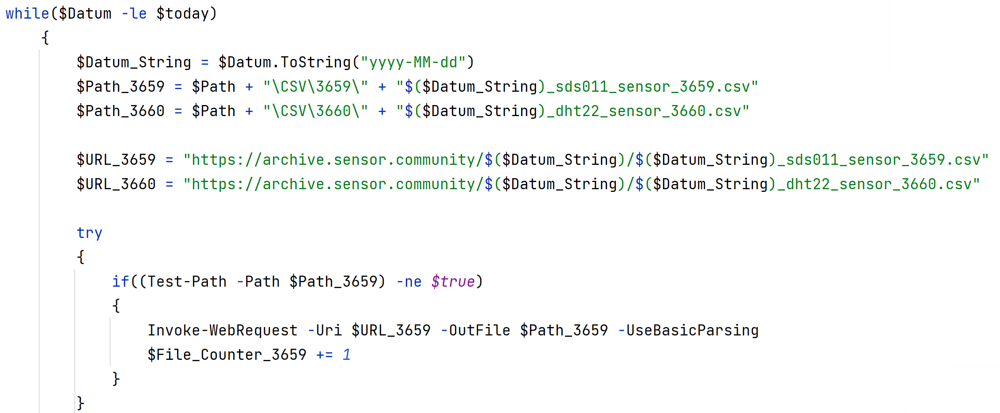 while($Datum -le $today)
{
$Datum_String = $Datum.ToString("yyyy-MM-dd")
$Path_3659 = $Path + "\CSV\3659\" + "$($Datum_String)_sds011_sensor_3659.csv"
$Path_3660 = $Path + "\CSV\3660\" + "$($Datum_String)_dht22_sensor_3660.csv"
$URL_3659 = "https://archive.sensor.community/$($Datum_String)/$($Datum_String)_sds011_sensor_3659.csv"
$URL_3660 = "https://archive.sensor.community/$($Datum_String)/$($Datum_String)_dht22_sensor_3660.csv"
try
{
if((Test-Path -Path $Path_3659) -ne $true)
{
Invoke-WebRequest -Uri $URL_3659 -OutFile $Path_3659 -UseBasicParsing
$File_Counter_3659 += 1
}
}